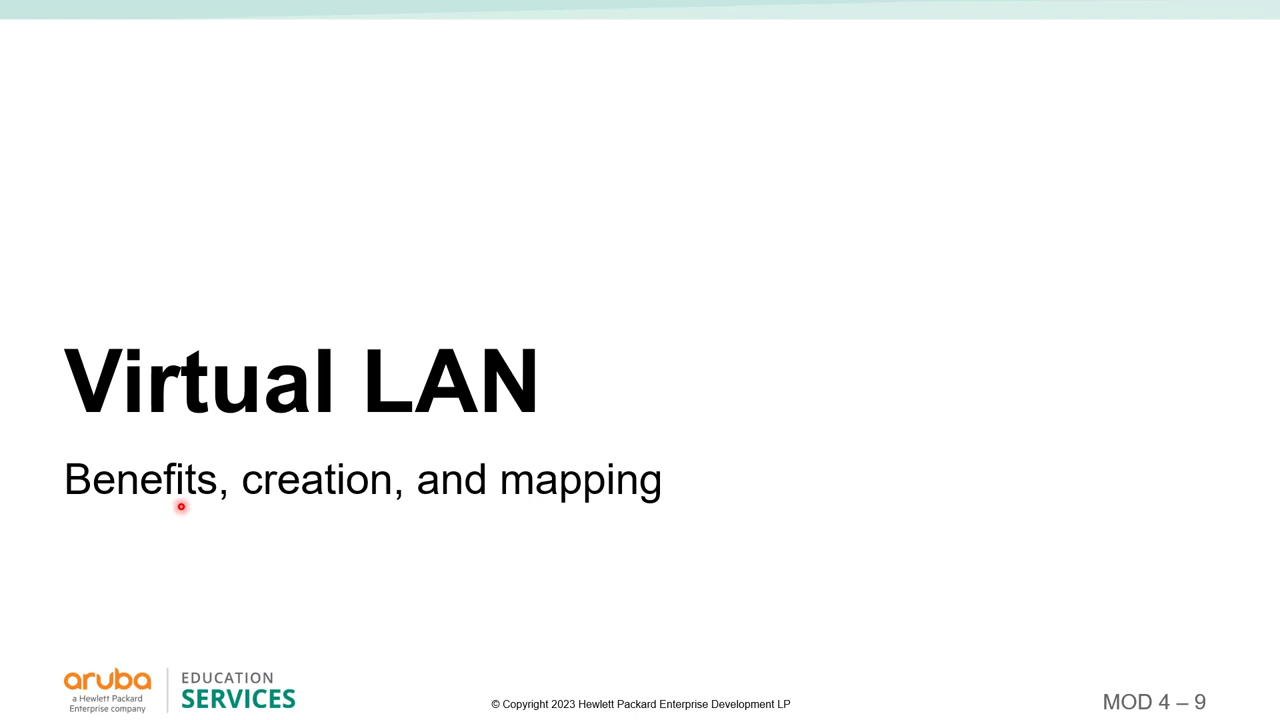 Virtual LAN
Benefits, creation, and mapping
aruba
a Hewlett Packard
Enterprise company
EDUCATION
SERVICES
© Copyright 2023 Hewlett Packard Enterprise Development LP
MOD 4 – 9